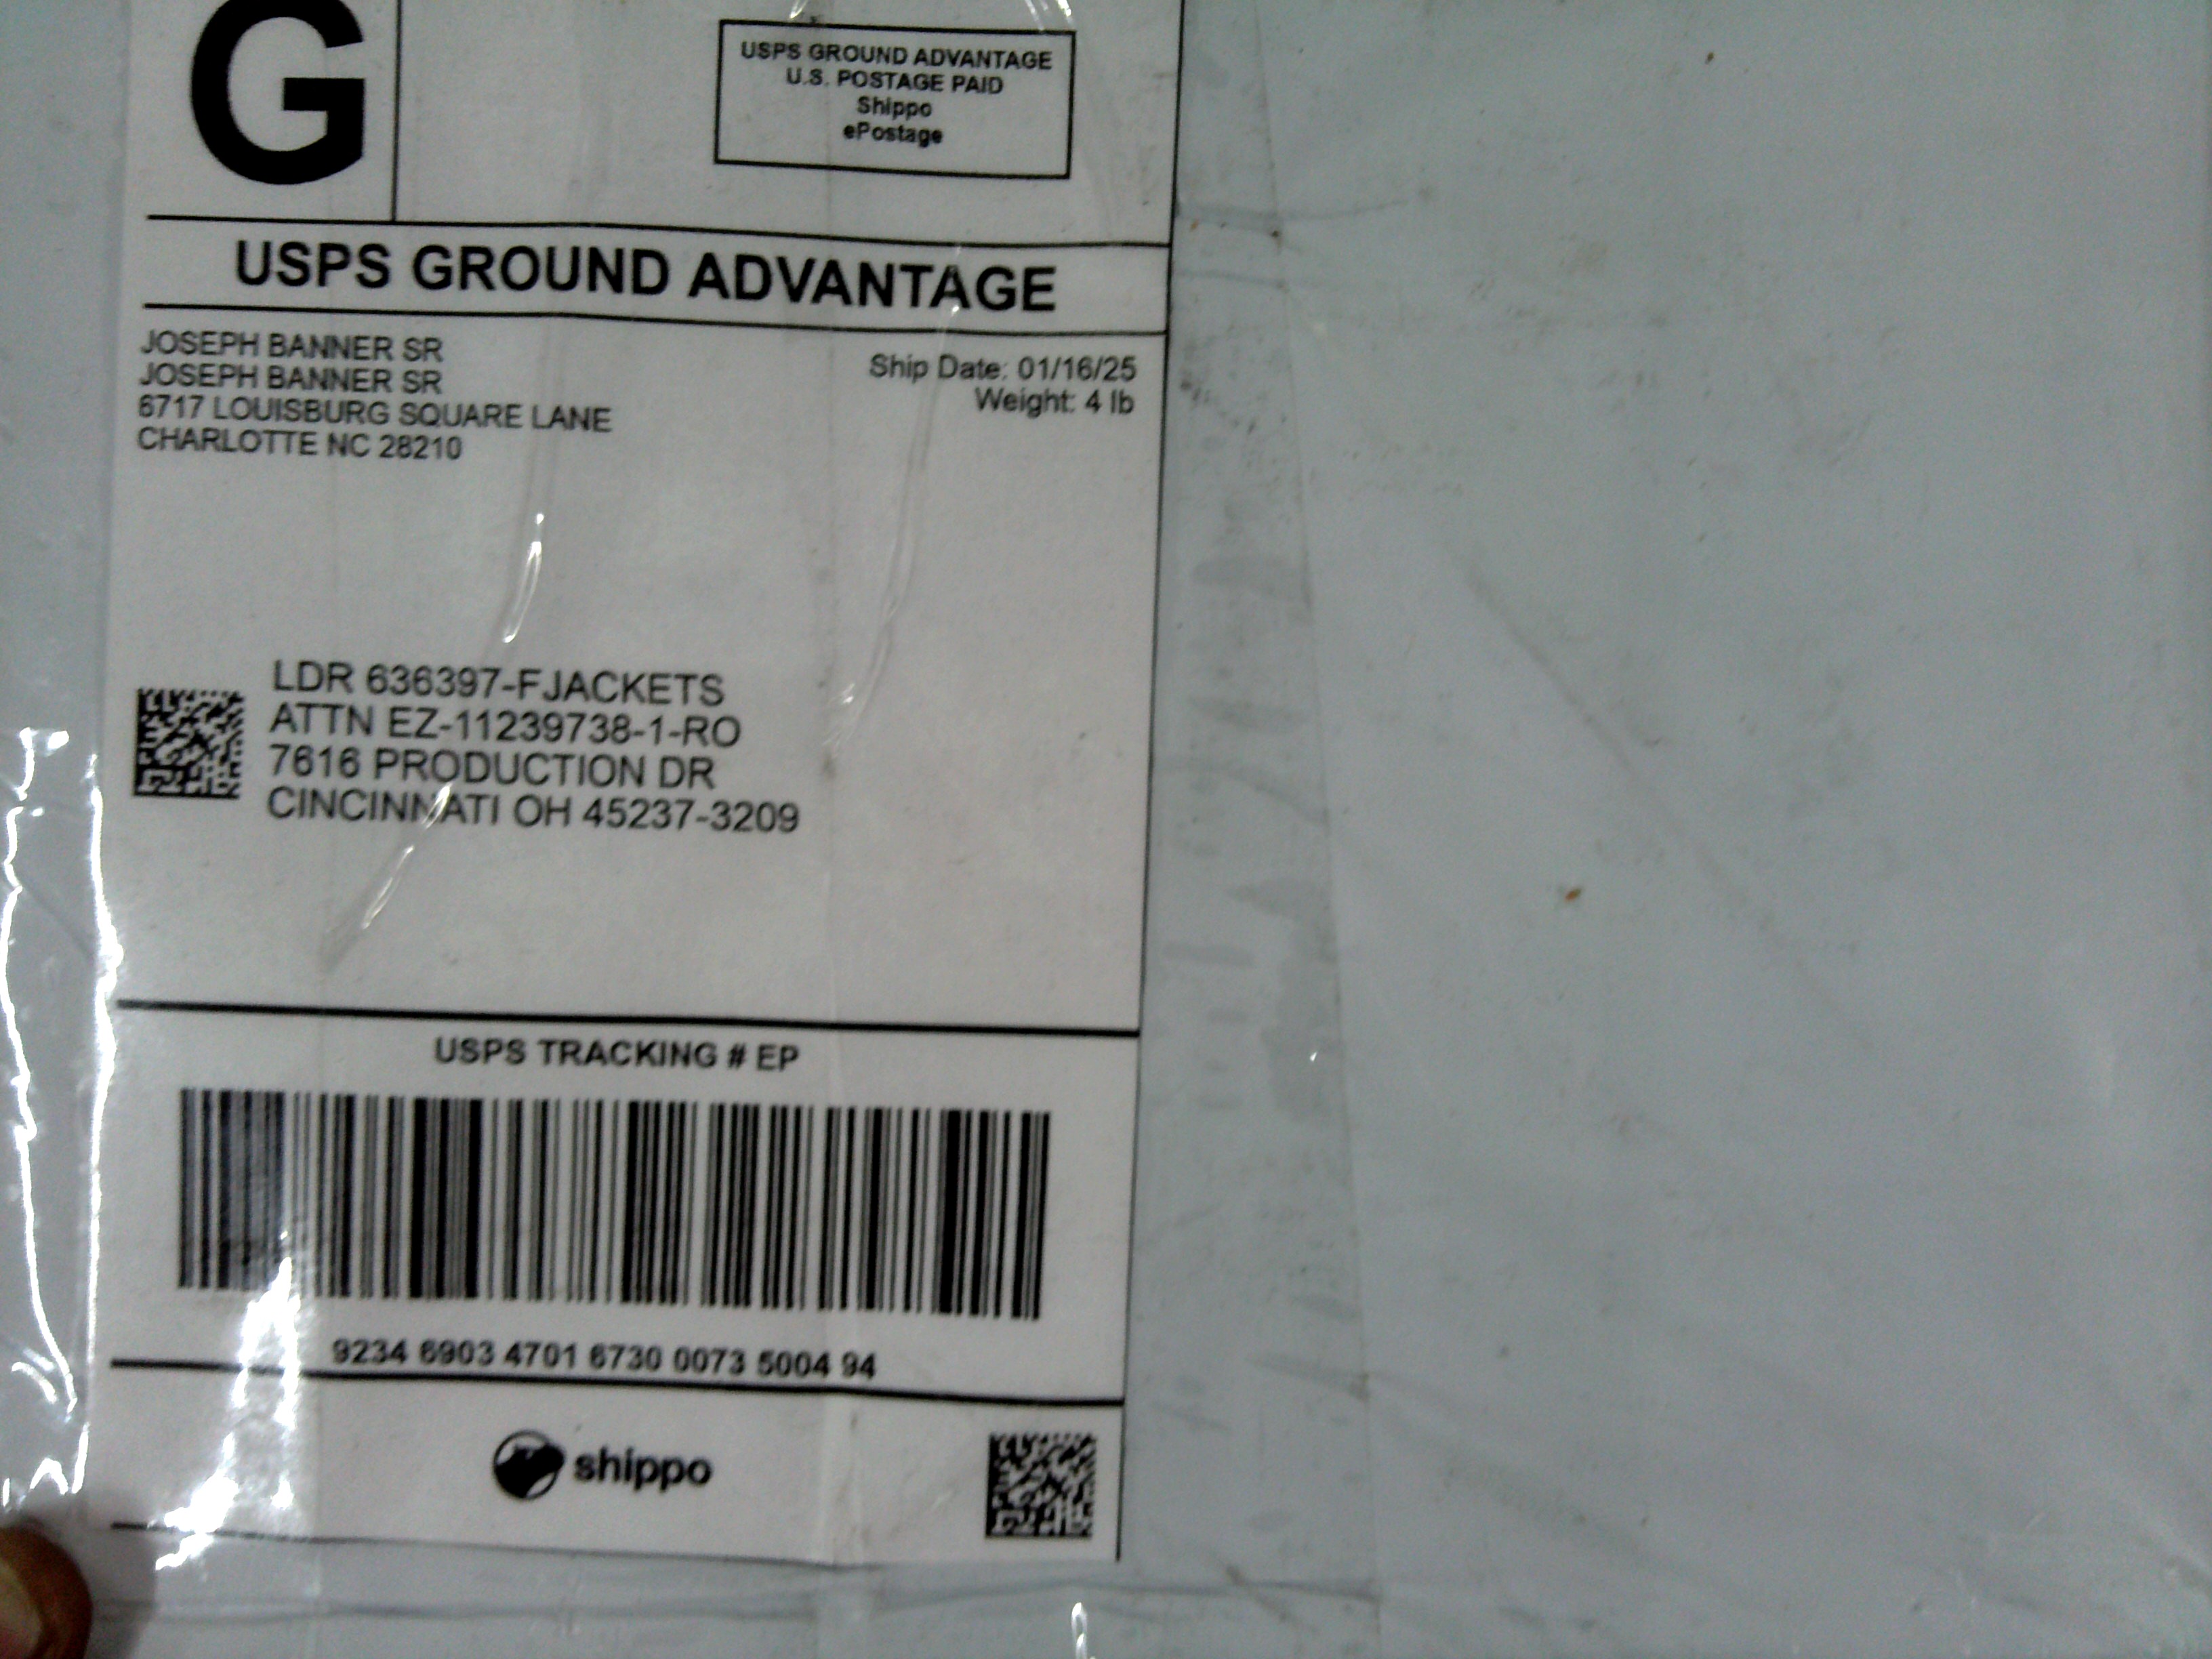 G
USPS GROUND ADVANTAGE
U.S. POSTAGE PAID
Shippo
ePostage
USPS GROUND ADVANTAGE
JOSEPH BANNER SR
JOSEPH BANNER SR
6717 LOUISBURG SQUARE LANE
CHARLOTTE NC 28210
Ship Date: 01/16/25
Weight: 4 lb
LDR 636397-FJACKETS
ATTN EZ-11239738-1-RO
7616 PRODUCTION DR
CINCINNATI OH 45237-3209
USPS TRACKING # EP
9234 6903 4701 6730 0073 5004 94
shippo